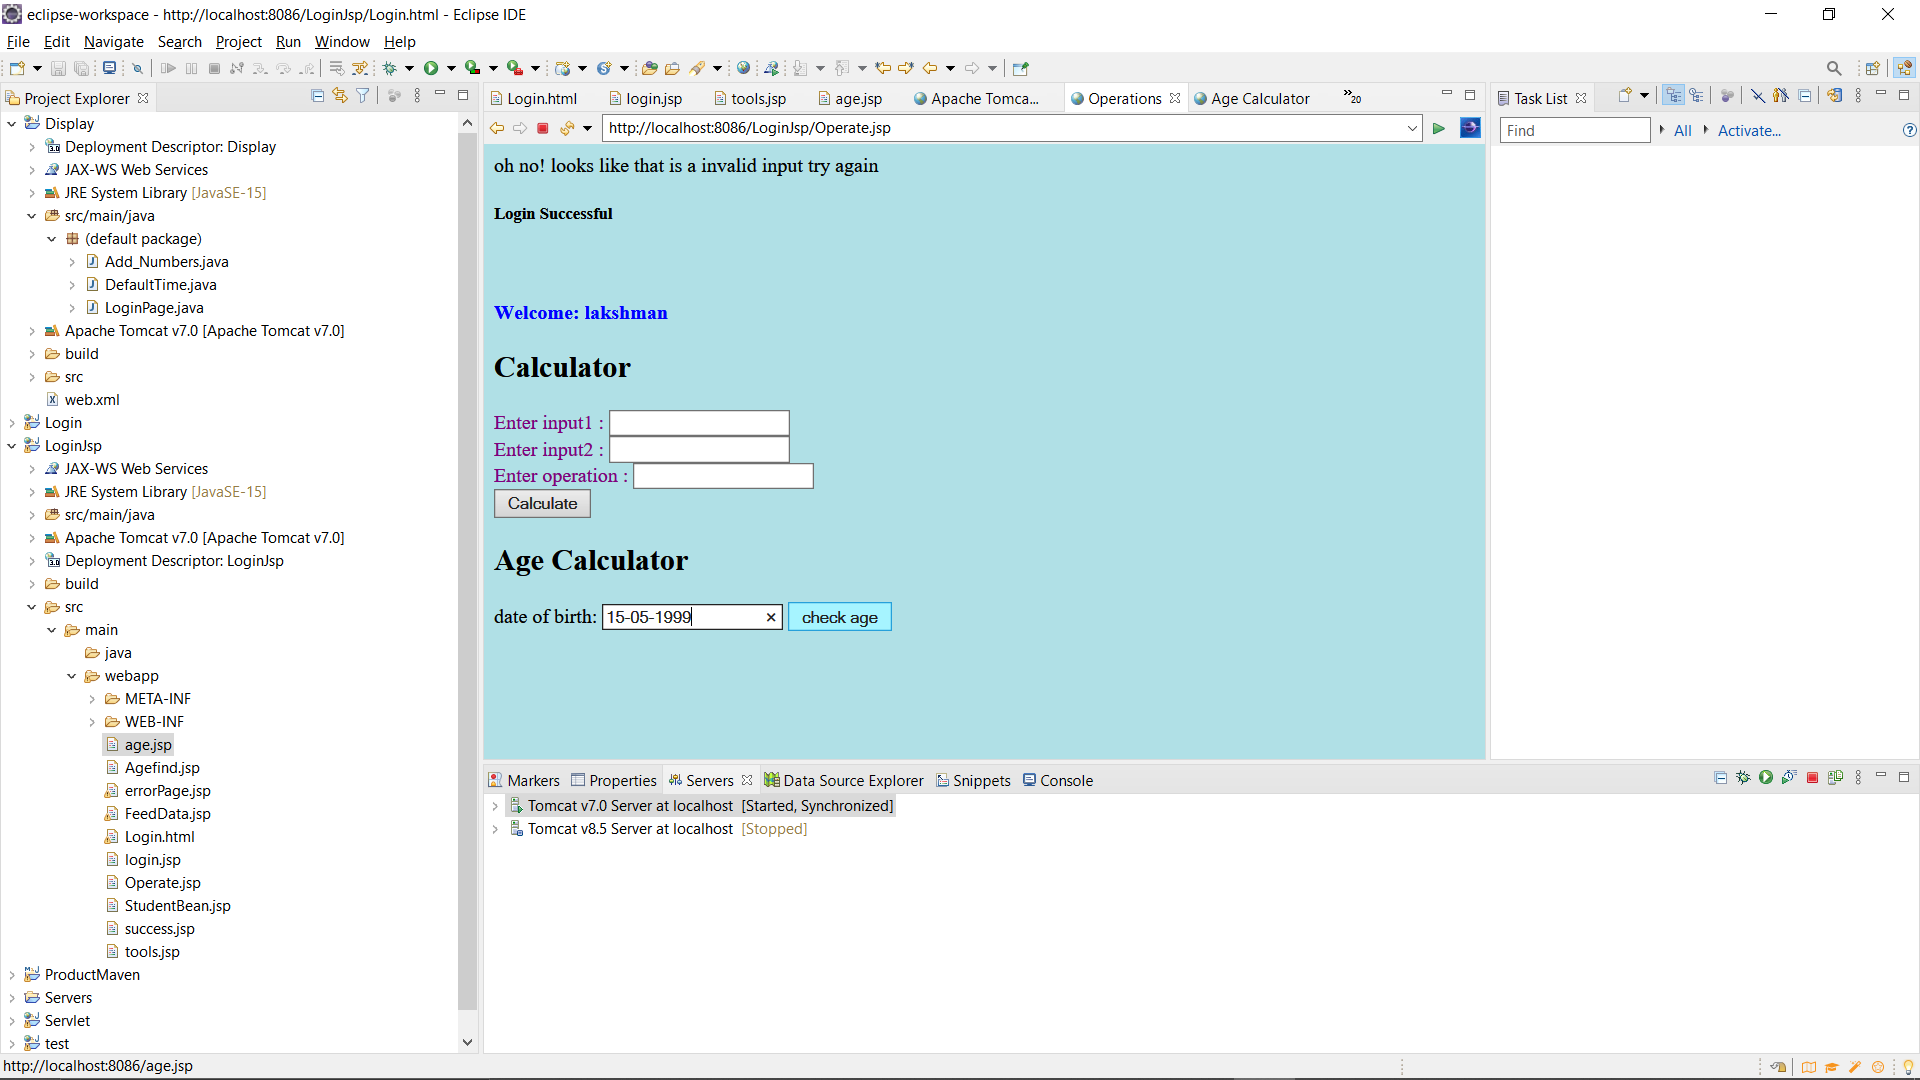 eclipse-workspace - http://localhost:8086/LoginJsp/Login.html - Eclipse IDE
File Edit Navigate Search Project Run Window Help
Project Explorer
Display
Deployment Descriptor: Display
JAX-WS Web Services
JRE System Library [JavaSE-15]
src/main/java
(default package)
Add_Numbers.java
DefaultTime.java
LoginPage.java
Apache Tomcat v7.0 [Apache Tomcat v7.0]
build
src
web.xml
Login
LoginJsp
JAX-WS Web Services
JRE System Library [JavaSE-15]
src/main/java
Apache Tomcat v7.0 [Apache Tomcat v7.0]
Deployment Descriptor: LoginJsp
build
src
main
java
webapp
META-INF
WEB-INF
age.jsp
Agefind.jsp
errorPage.jsp
FeedData.jsp
Login.html
login.jsp
Operate.jsp
StudentBean.jsp
success.jsp
tools.jsp
ProductMaven
Servers
Servlet
test
Login.html login.jsp tools.jsp age.jsp Apache Tomca... Operations Age Calculator 20
http://localhost:8086/LoginJsp/Operate.jsp
oh no! looks like that is a invalid input try again
Login Successful
Welcome: lakshman
Calculator
Enter input1 :
Enter input2 :
Enter operation :
Calculate
Age Calculator
date of birth: 15-05-1999 check age
Markers Properties Servers Data Source Explorer Snippets Console
Tomcat v7.0 Server at localhost [Started, Synchronized]
Tomcat v8.5 Server at localhost [Stopped]
Task List
Find All Activate...
http://localhost:8086/age.jsp